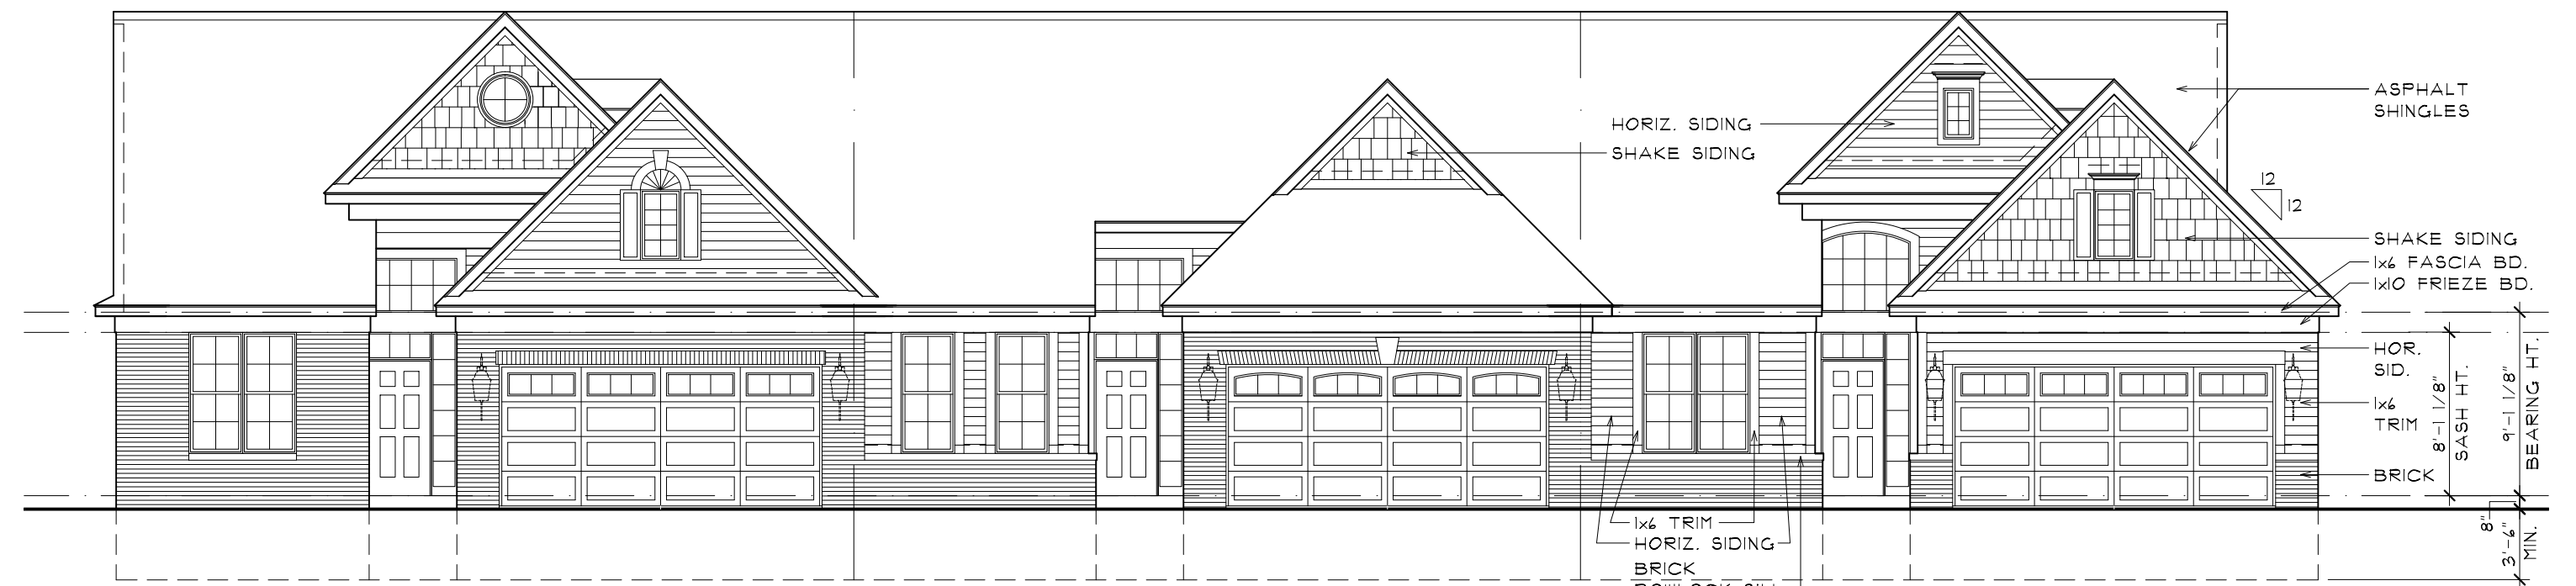 HORIZ. SIDING
SHAKE SIDING
ASPHALT
SHINGLES
12
12
SHAKE SIDING
1x6 FASCIA BD.
1x10 FRIEZE BD.
HOR.
SID.
1x6
TRIM
BRICK
8'-1 1/8"
SASH HT.
9'-1 1/8"
BEARING HT.
8"
3'-6"
MIN.
1x6 TRIM
HORIZ. SIDING
BRICK